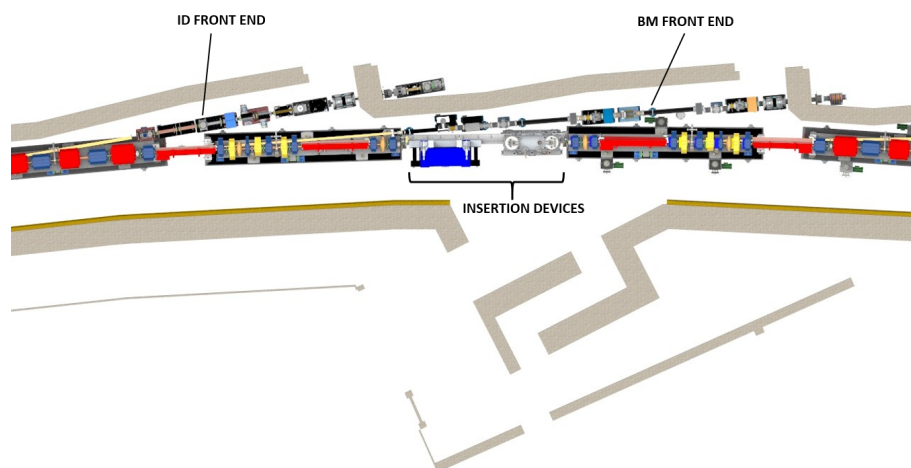 ID FRONT END
BM FRONT END
INSERTION DEVICES